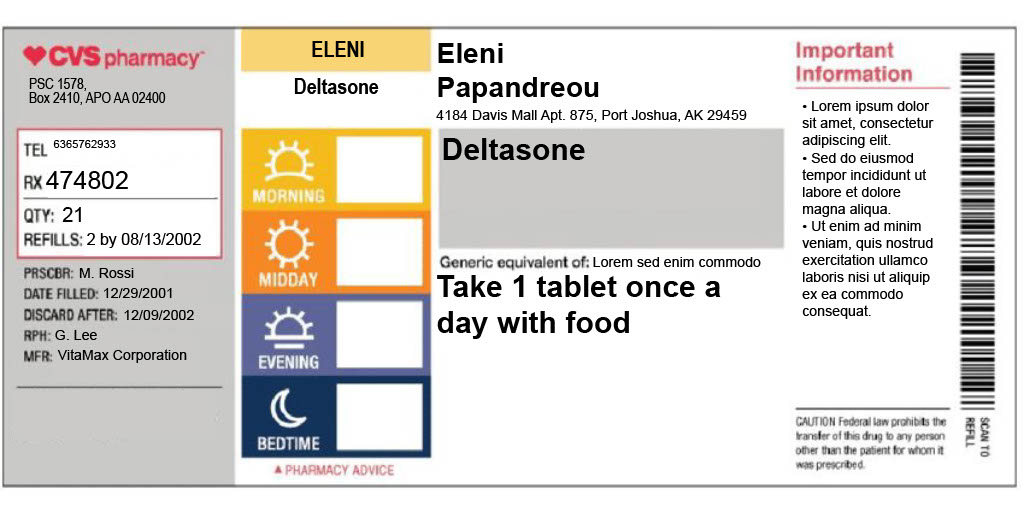 CVS pharmacy
PSC 1578,
Box 2410, APO AA 02400
TEL 6365762933
RX 474802
QTY: 21
REFILLS: 2 by 08/13/2002
PRSCBR: M. Rossi
DATE FILLED: 12/29/2001
DISCARD AFTER: 12/09/2002
RPH: G. Lee
MFR: VitaMax Corporation
ELENI
Deltasone
MORNING
MIDDAY
EVENING
BEDTIME
▲ PHARMACY ADVICE
Eleni
Papandreou
4184 Davis Mall Apt. 875, Port Joshua, AK 29459
Deltasone
Generic equivalent of: Lorem sed enim commodo
Take 1 tablet once a
day with food
Important
Information
• Lorem ipsum dolor
sit amet, consectetur
adipiscing elit.
• Sed do eiusmod
tempor incididunt ut
labore et dolore
magna aliqua.
• Ut enim ad minim
veniam, quis nostrud
exercitation ullamco
laboris nisi ut aliquip
ex ea commodo
consequat.
CAUTION Federal law prohibits the
transfer of this drug to any person
other than the patient for whom it
was prescribed.
SCAN TO
REFILL